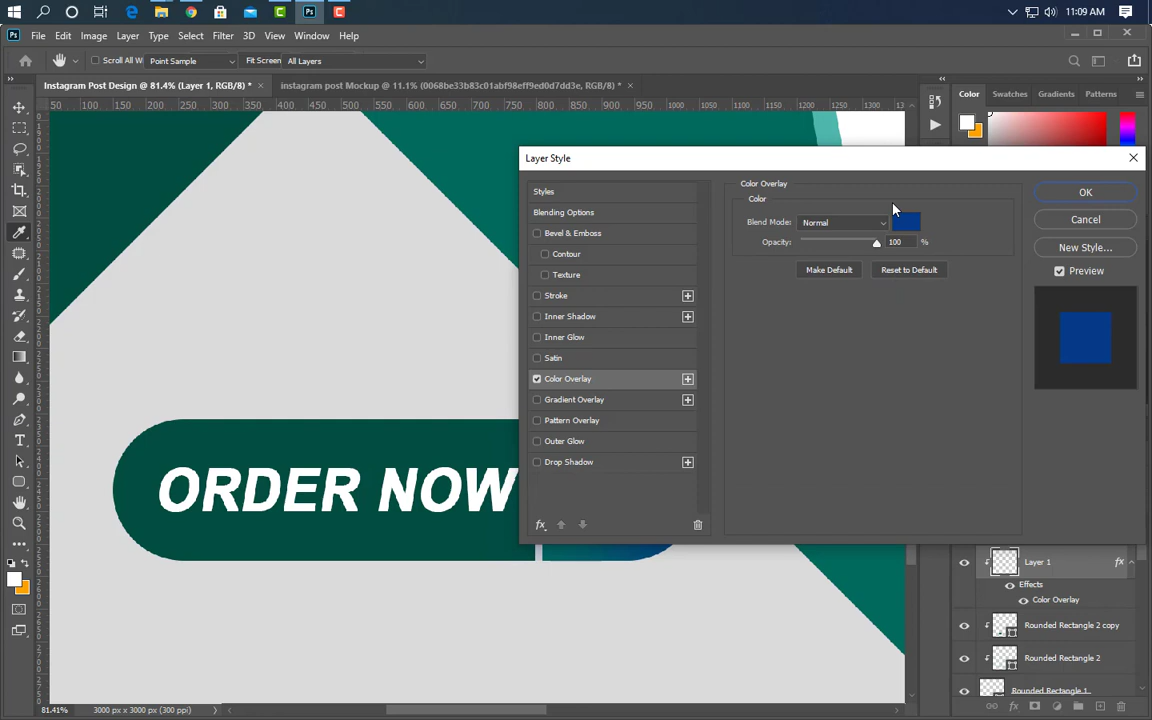 11:09 AM
File Edit Image Layer Type Select Filter 3D View Window Help
Scroll All W Point Sample Fit Screen All Layers
Instagram Post Design @ 81.4% (Layer 1, RGB/8) * × instagram post Mockup @ 11.1% (0068be33b83c01abf98eff9ed0d7dd3e, RGB/8) * ×
Color Swatches Gradients Patterns
50 100 150 200 250 300 350 400 450 500 550 600 650 700 750 800 850 900 950 1000 1050 1100 1150 1200 1250 1300
Layer Style
Styles
Blending Options
Bevel & Emboss
Contour
Texture
Stroke
Inner Shadow
Inner Glow
Satin
Color Overlay
Gradient Overlay
Pattern Overlay
Outer Glow
Drop Shadow
fx
Color Overlay
Color
Blend Mode: Normal
Opacity: 100 %
Make Default Reset to Default
OK
Cancel
New Style...
Preview
ORDER NOW
Layer 1 fx
Effects
Color Overlay
Rounded Rectangle 2 copy
Rounded Rectangle 2
Rounded Rectangle 1
81.41% 3000 px x 3000 px (300 ppi)